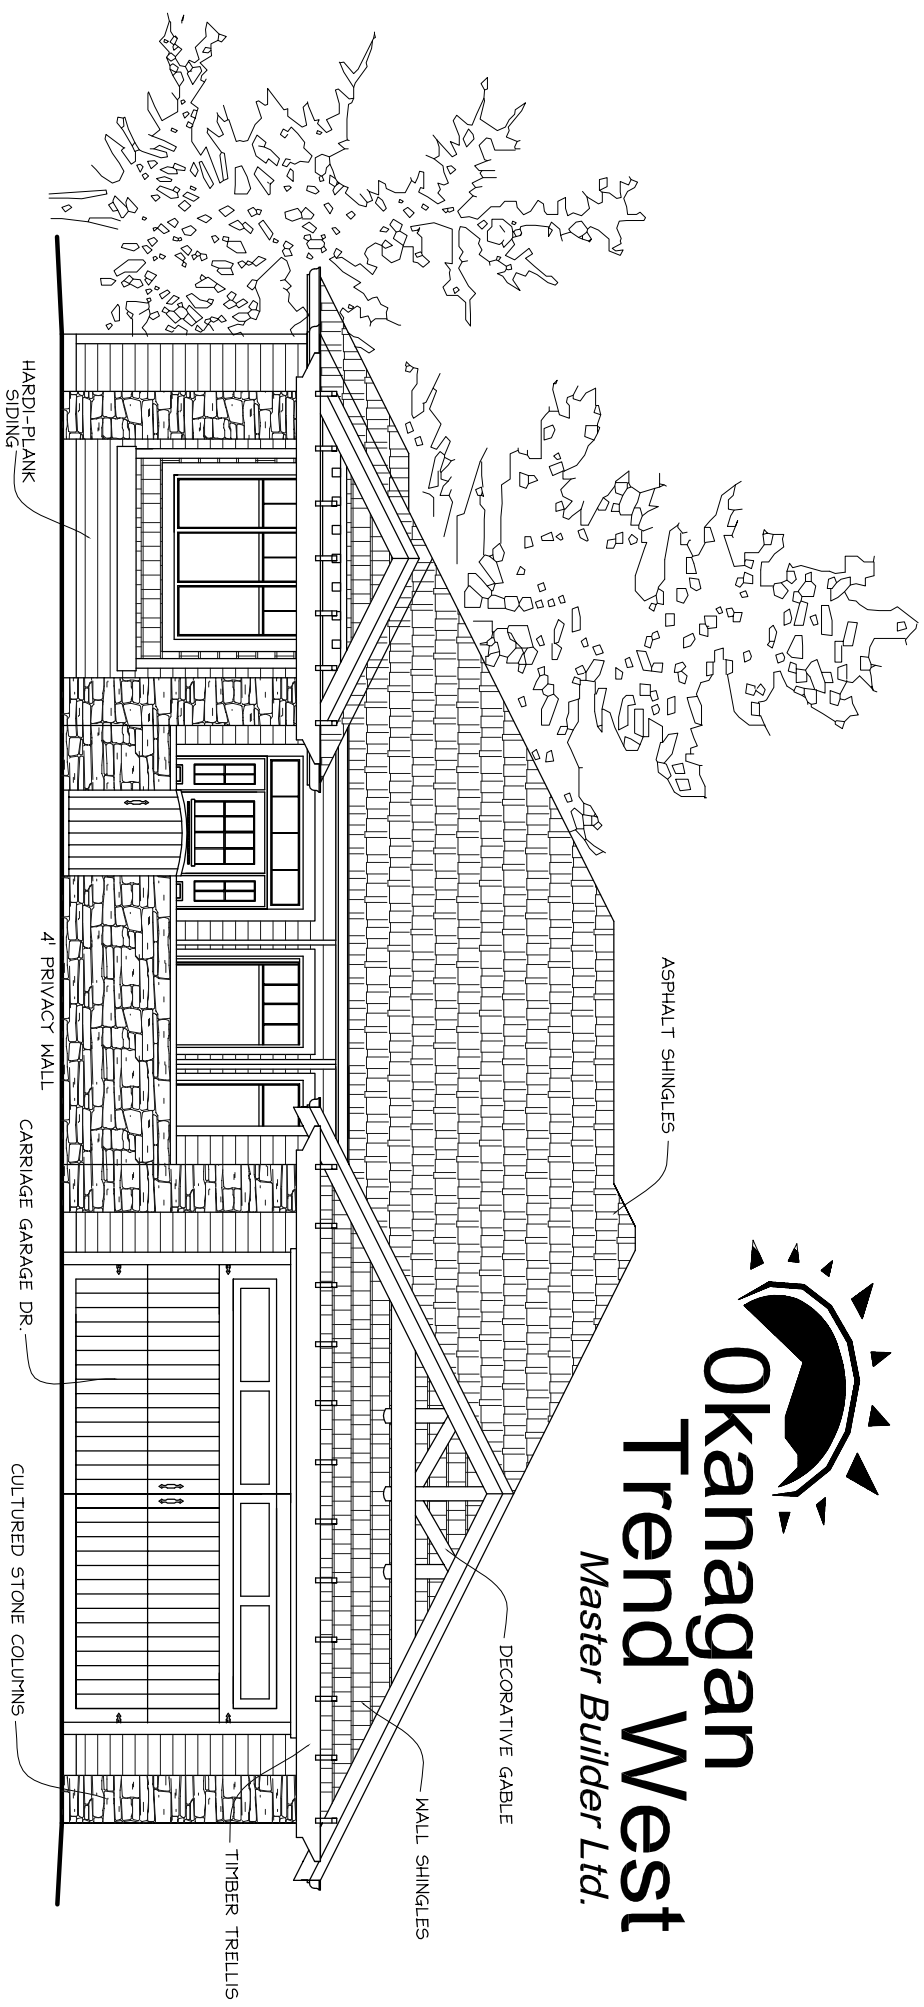 Okanagan
Trend West
Master Builder Ltd.
ASPHALT SHINGLES
DECORATIVE GABLE
WALL SHINGLES
TIMBER TRELLIS
HARDI-PLANK
SIDING
4' PRIVACY WALL
CARRIAGE GARAGE DR.
CULTURED STONE COLUMNS